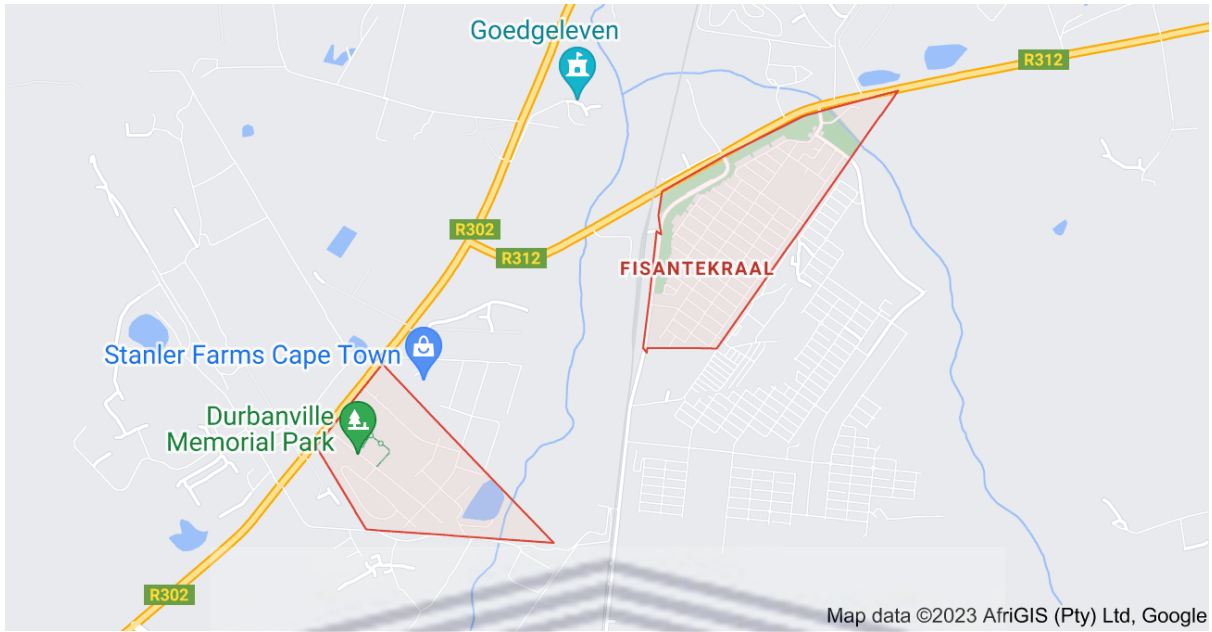 Goedgeleven
R312
R302
R312
FISANTEKRAAL
Stanler Farms Cape Town
Durbanville
Memorial Park
R302
Map data ©2023 AfriGIS (Pty) Ltd, Google